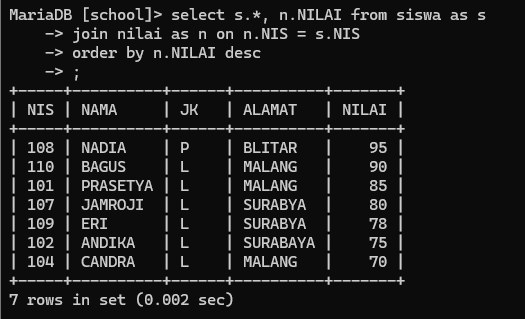 MariaDB [school]> select s.*, n.NILAI from siswa as s
    -> join nilai as n on n.NIS = s.NIS
    -> order by n.NILAI desc
    -> ;
+-----+----------+------+----------+-------+
| NIS | NAMA     | JK   | ALAMAT   | NILAI |
+-----+----------+------+----------+-------+
| 108 | NADIA    | P    | BLITAR   |    95 |
| 110 | BAGUS    | L    | MALANG   |    90 |
| 101 | PRASETYA | L    | MALANG   |    85 |
| 107 | JAMROJI  | L    | SURABYA  |    80 |
| 109 | ERI      | L    | SURABYA  |    78 |
| 102 | ANDIKA   | L    | SURABAYA |    75 |
| 104 | CANDRA   | L    | MALANG   |    70 |
+-----+----------+------+----------+-------+
7 rows in set (0.002 sec)